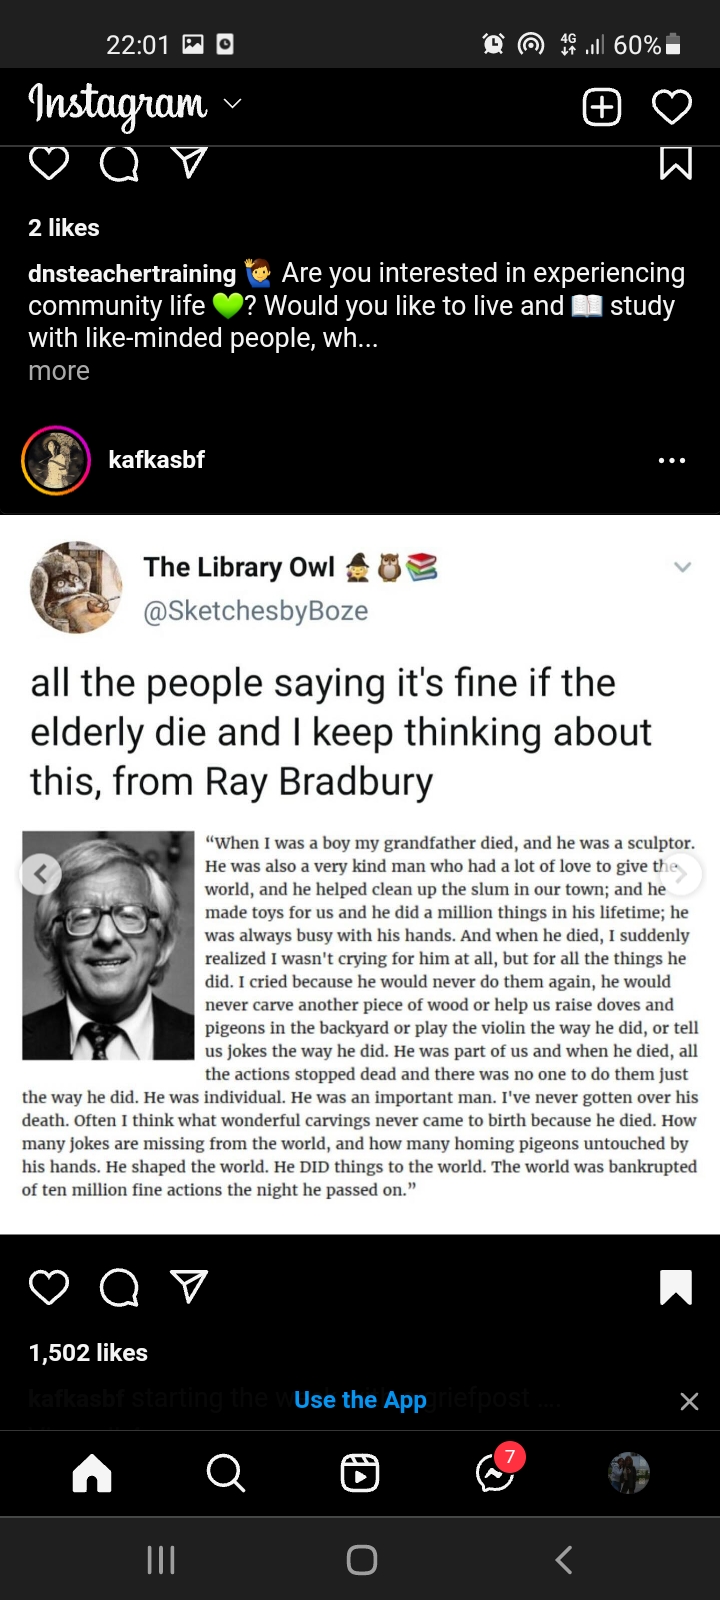 22:01
4G
60%
Instagram
2 likes
dnsteachertraining 🙋‍♂️ Are you interested in experiencing
community life 💚? Would you like to live and 📖 study
with like-minded people, wh...
more
kafkasbf
The Library Owl 🧙‍♀️🦉📚
@SketchesbyBoze
all the people saying it's fine if the
elderly die and I keep thinking about
this, from Ray Bradbury
“When I was a boy my grandfather died, and he was a sculptor.
He was also a very kind man who had a lot of love to give the
world, and he helped clean up the slum in our town; and he
made toys for us and he did a million things in his lifetime; he
was always busy with his hands. And when he died, I suddenly
realized I wasn't crying for him at all, but for all the things he
did. I cried because he would never do them again, he would
never carve another piece of wood or help us raise doves and
pigeons in the backyard or play the violin the way he did, or tell
us jokes the way he did. He was part of us and when he died, all
the actions stopped dead and there was no one to do them just
the way he did. He was individual. He was an important man. I've never gotten over his
death. Often I think what wonderful carvings never came to birth because he died. How
many jokes are missing from the world, and how many homing pigeons untouched by
his hands. He shaped the world. He DID things to the world. The world was bankrupted
of ten million fine actions the night he passed on.”
1,502 likes
kafkasbf starting the griefpost ....
Use the App
7